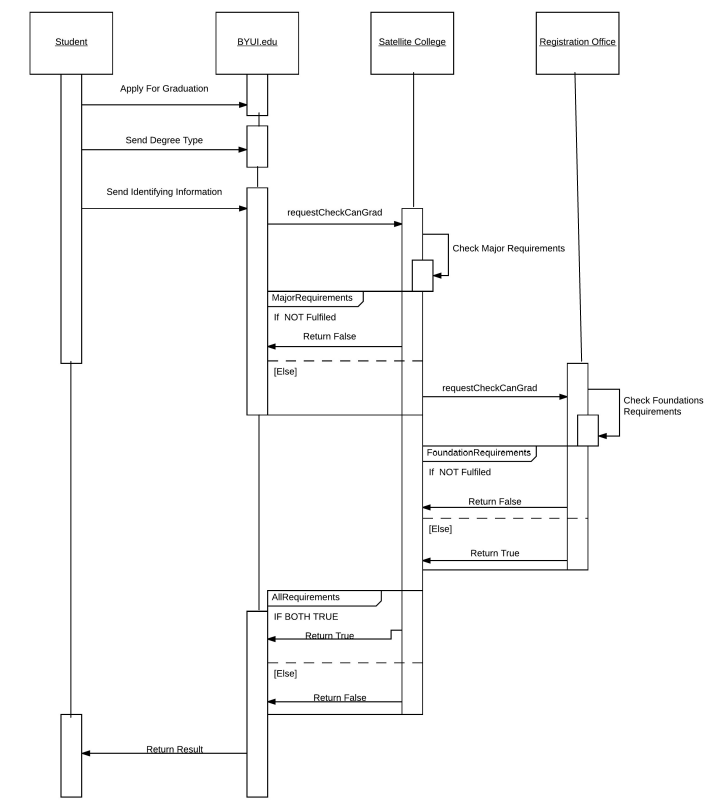 Student
BYUI.edu
Satellite College
Registration Office
Apply For Graduation
Send Degree Type
Send Identifying Information
requestCheckCanGrad
Check Major Requirements
MajorRequirements
If  NOT Fulfiled
Return False
[Else]
requestCheckCanGrad
Check Foundations
Requirements
FoundationRequirements
If  NOT Fulfiled
Return False
[Else]
Return True
AllRequirements
IF BOTH TRUE
Return True
[Else]
Return False
Return Result